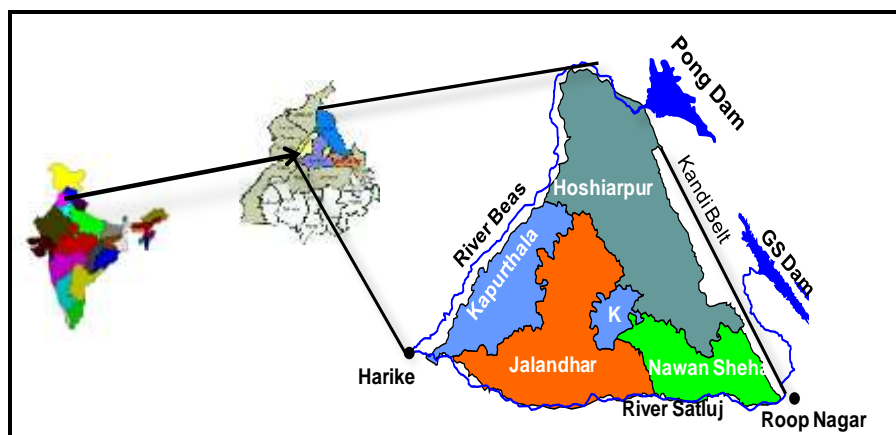 Pong Dam
Kandi Belt
Hoshiarpur
River Beas
GS Dam
Kapurthala
K
Jalandhar
Nawan Sheha
Harike
River Satluj
Roop Nagar